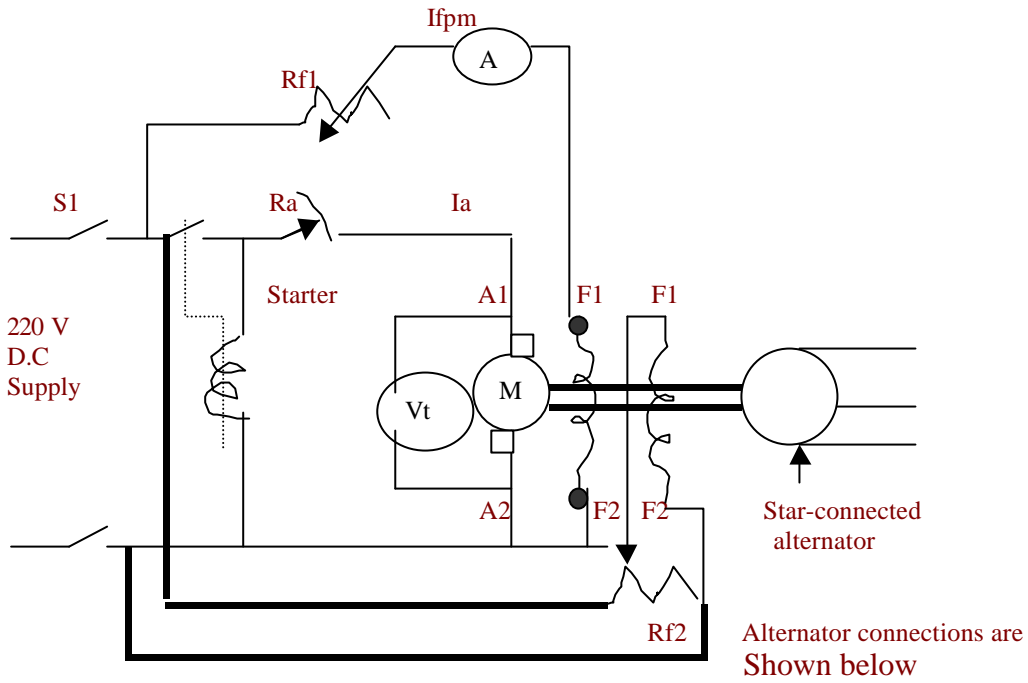 Ifpm
A
Rf1
S1
Ra
Ia
Starter
A1
F1
F1
220 V
D.C
Supply
Vt
M
A2
F2
F2
Star-connected
alternator
Rf2
Alternator connections are
Shown below